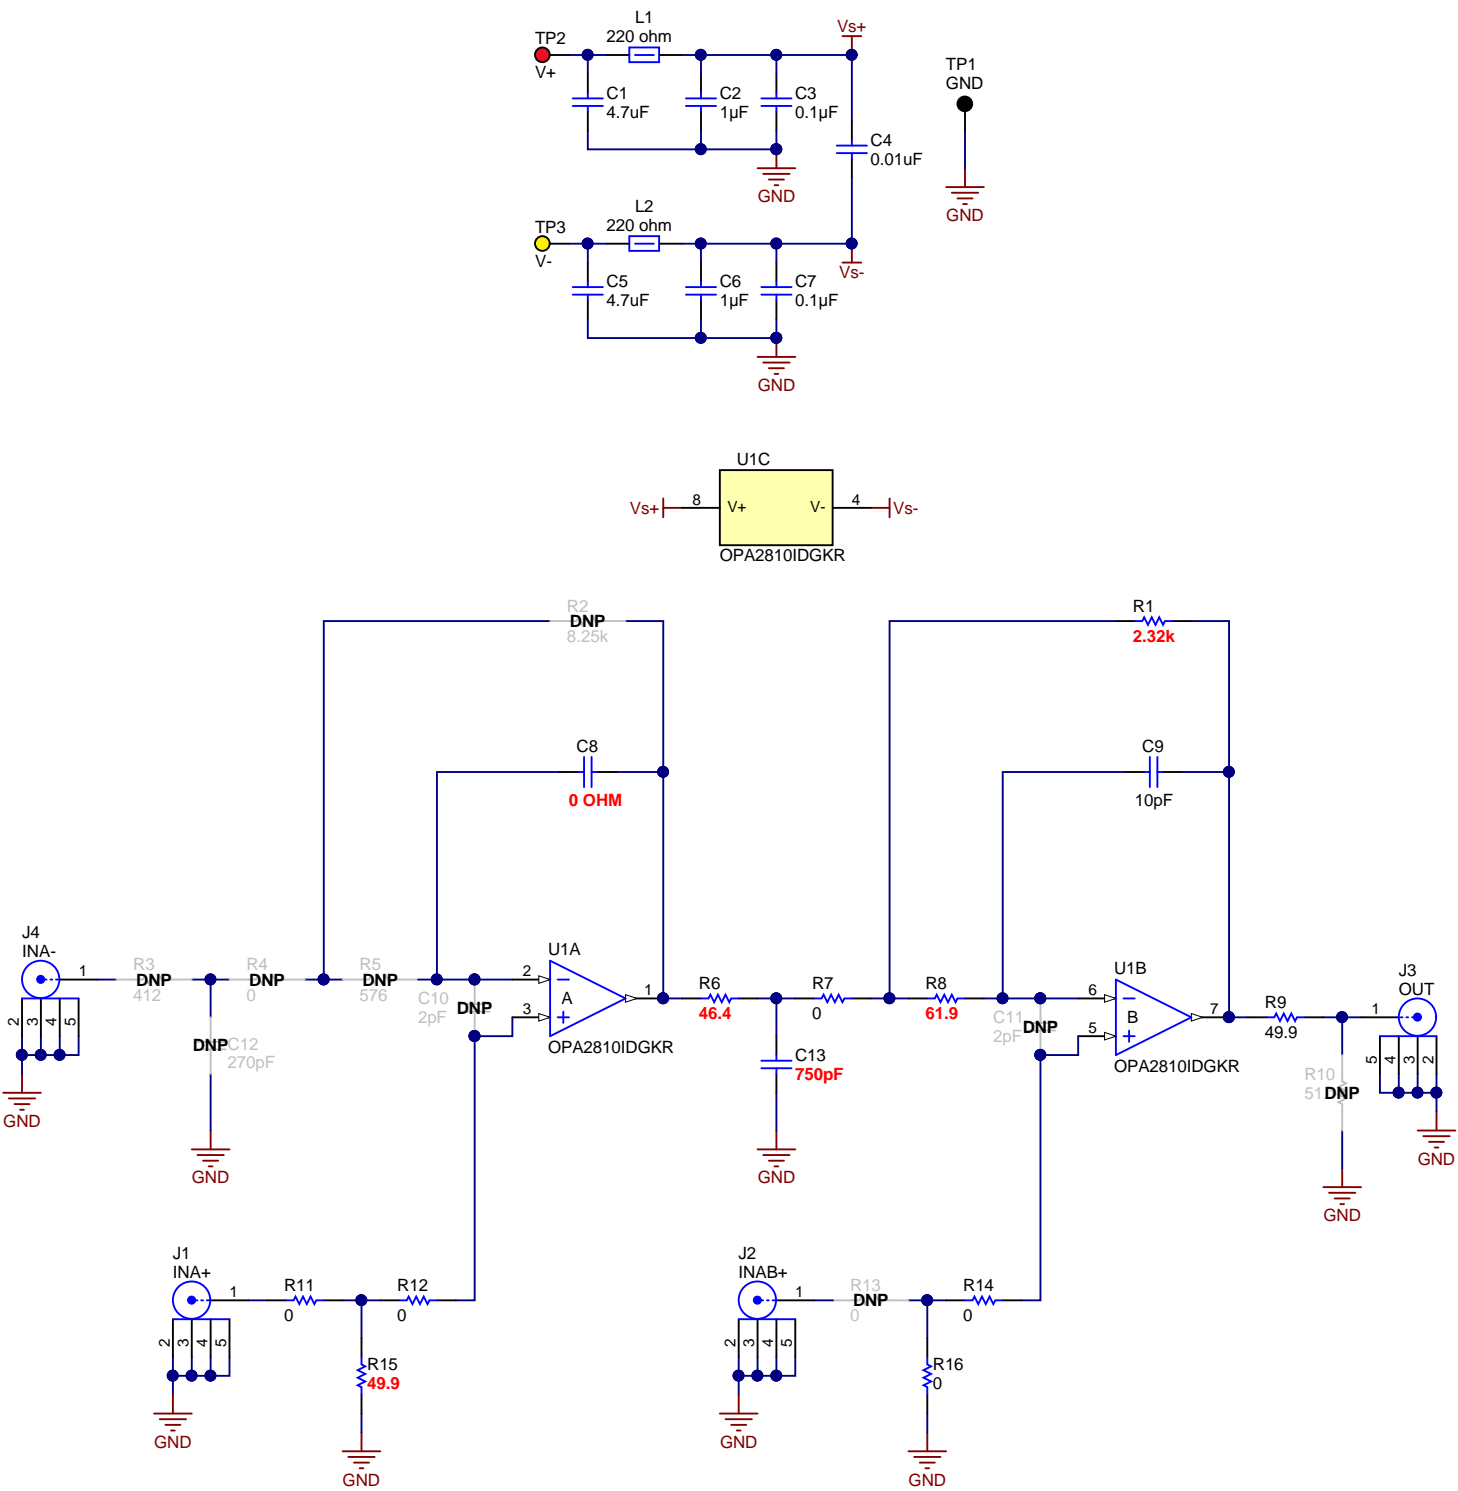 L1
220 ohm
Vs+
TP2
V+
C1
4.7uF
C2
1µF
C3
0.1µF
C4
0.01uF
GND
TP1
GND
GND
L2
220 ohm
TP3
V-
C5
4.7uF
C6
1µF
C7
0.1µF
Vs-
GND
U1C
Vs+
8
V+
V-
4
Vs-
OPA2810IDGKR
R2
DNP
8.25k
R1
2.32k
C8
0 OHM
C9
10pF
J4
INA-
1
2
3
4
5
GND
R3
DNP
412
R4
DNP
0
R5
DNP
576
DNP
C12
270pF
GND
C10
2pF
DNP
U1A
2
3
A
1
OPA2810IDGKR
R6
46.4
R7
0
R8
61.9
C13
750pF
GND
C11
2pF
DNP
U1B
6
5
B
7
OPA2810IDGKR
R9
49.9
J3
OUT
1
5
4
3
2
GND
R10
51
DNP
GND
J1
INA+
1
2
3
4
5
GND
R11
0
R12
0
R15
49.9
GND
J2
INAB+
1
2
3
4
5
GND
R13
DNP
0
R14
0
R16
0
GND